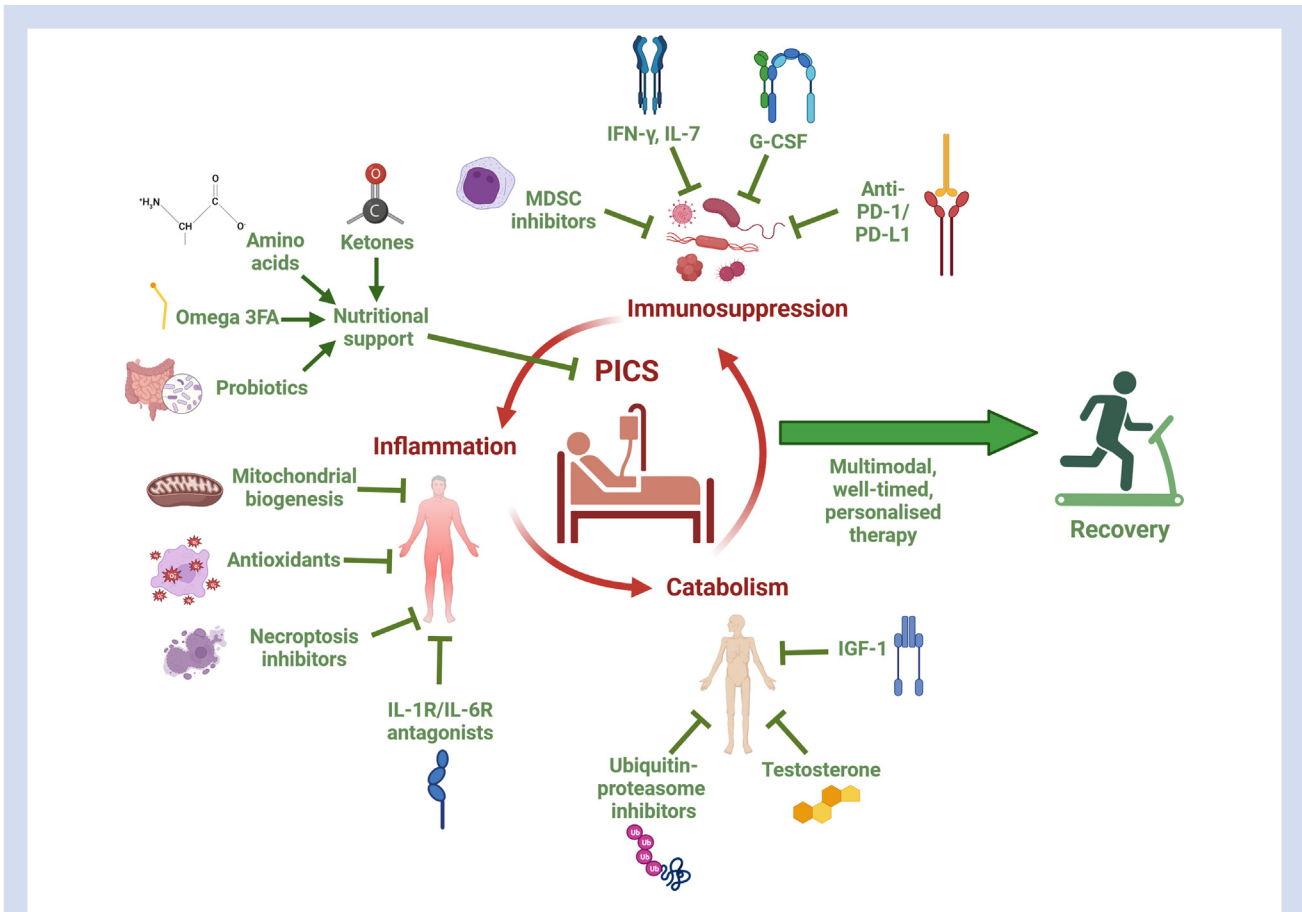 IFN-γ, IL-7
G-CSF
MDSC
inhibitors
Anti-
PD-1/
PD-L1
Immunosuppression
O
⁺H₃N
CH
C
O⁻
Amino
acids
O
C
Ketones
Omega 3FA
Nutritional
support
Probiotics
PICS
Inflammation
Mitochondrial
biogenesis
Antioxidants
Necroptosis
inhibitors
IL-1R/IL-6R
antagonists
Multimodal,
well-timed,
personalised
therapy
Recovery
Catabolism
IGF-1
Ubiquitin-
proteasome
inhibitors
Testosterone
Ub
Ub
Ub
Ub